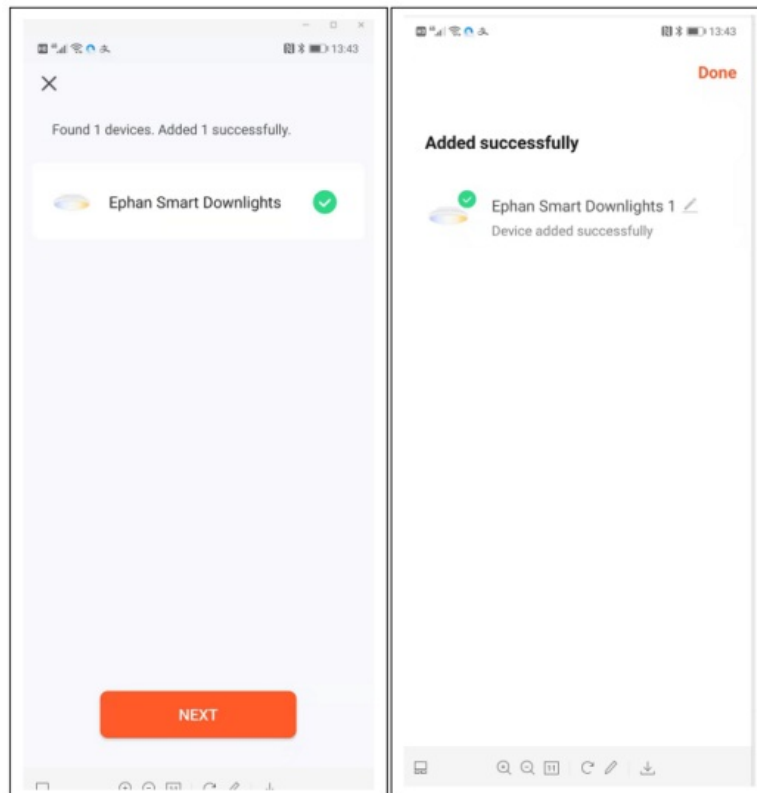 13:43
Found 1 devices. Added 1 successfully.
Ephan Smart Downlights
NEXT
13:43
Done
Added successfully
Ephan Smart Downlights 1
Device added successfully